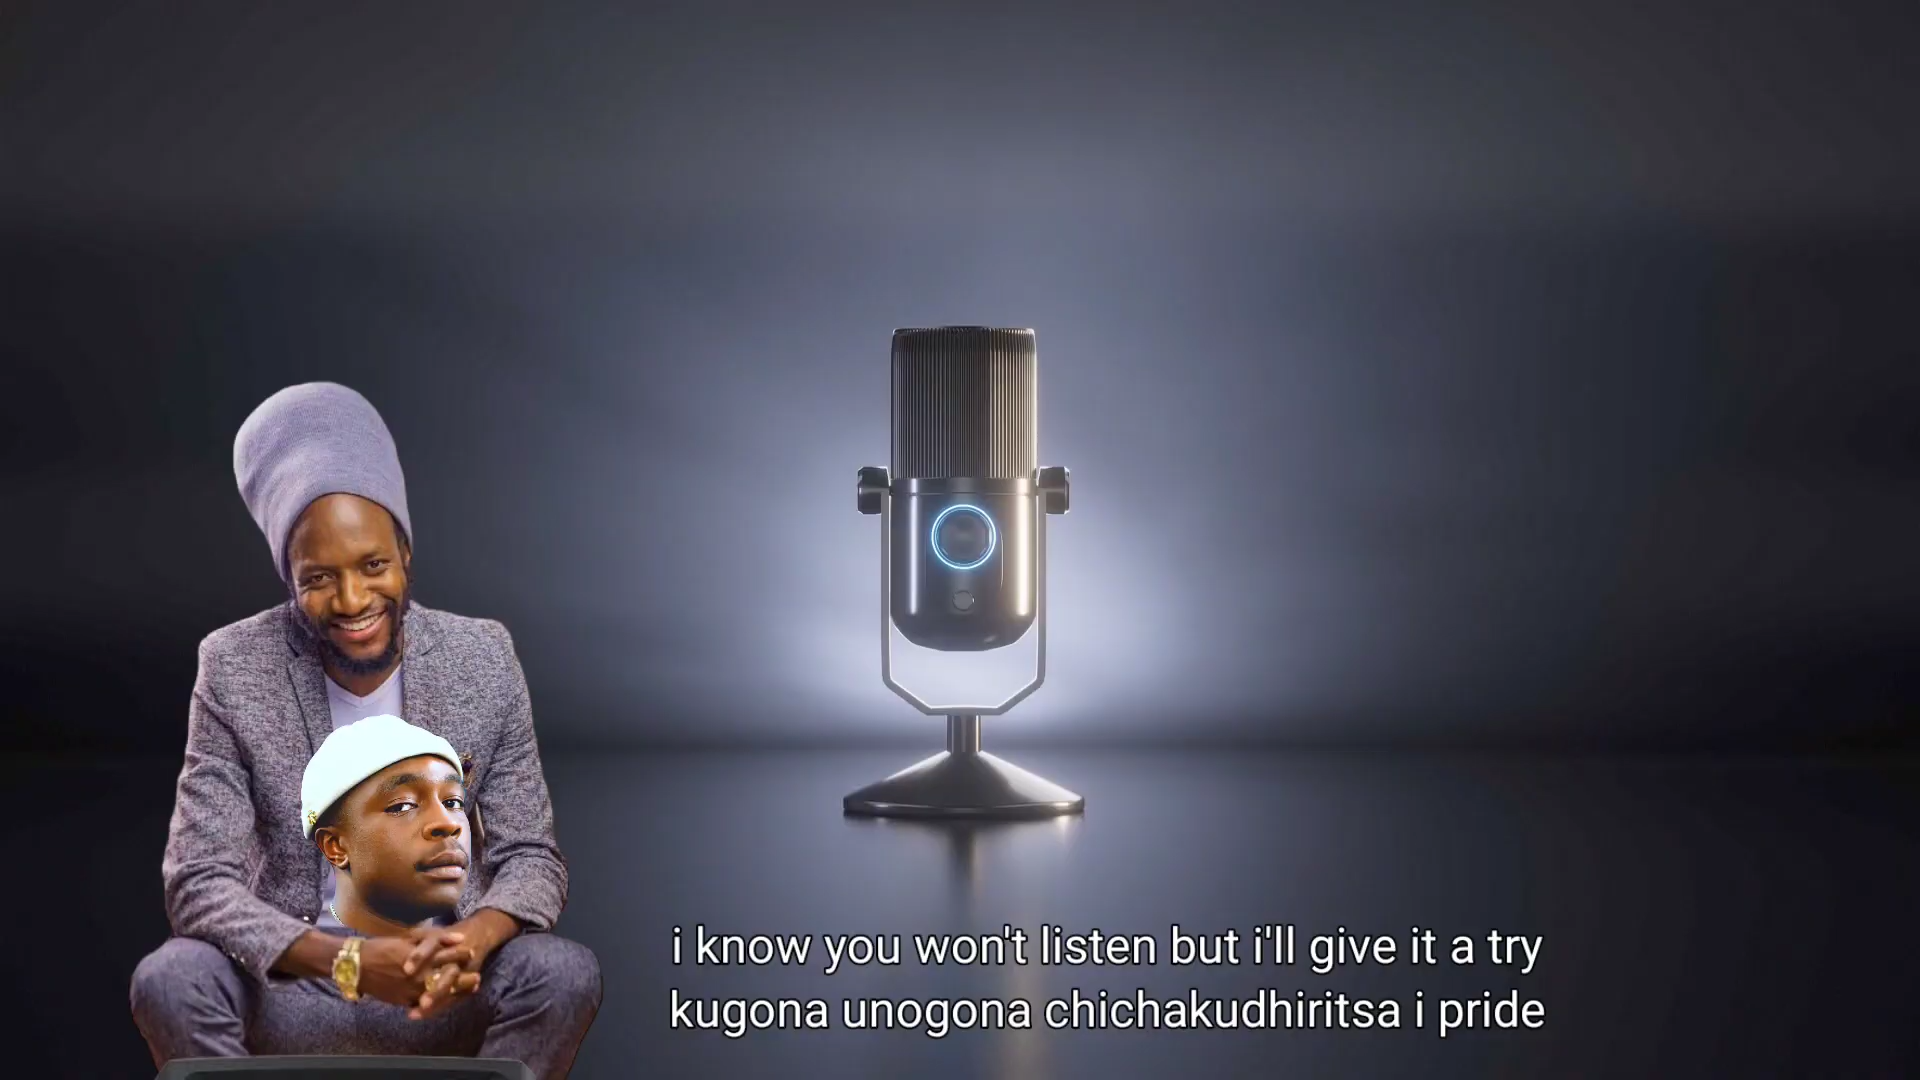 i know you won't listen but i'll give it a try
kugona unogona chichakudhiritsa i pride